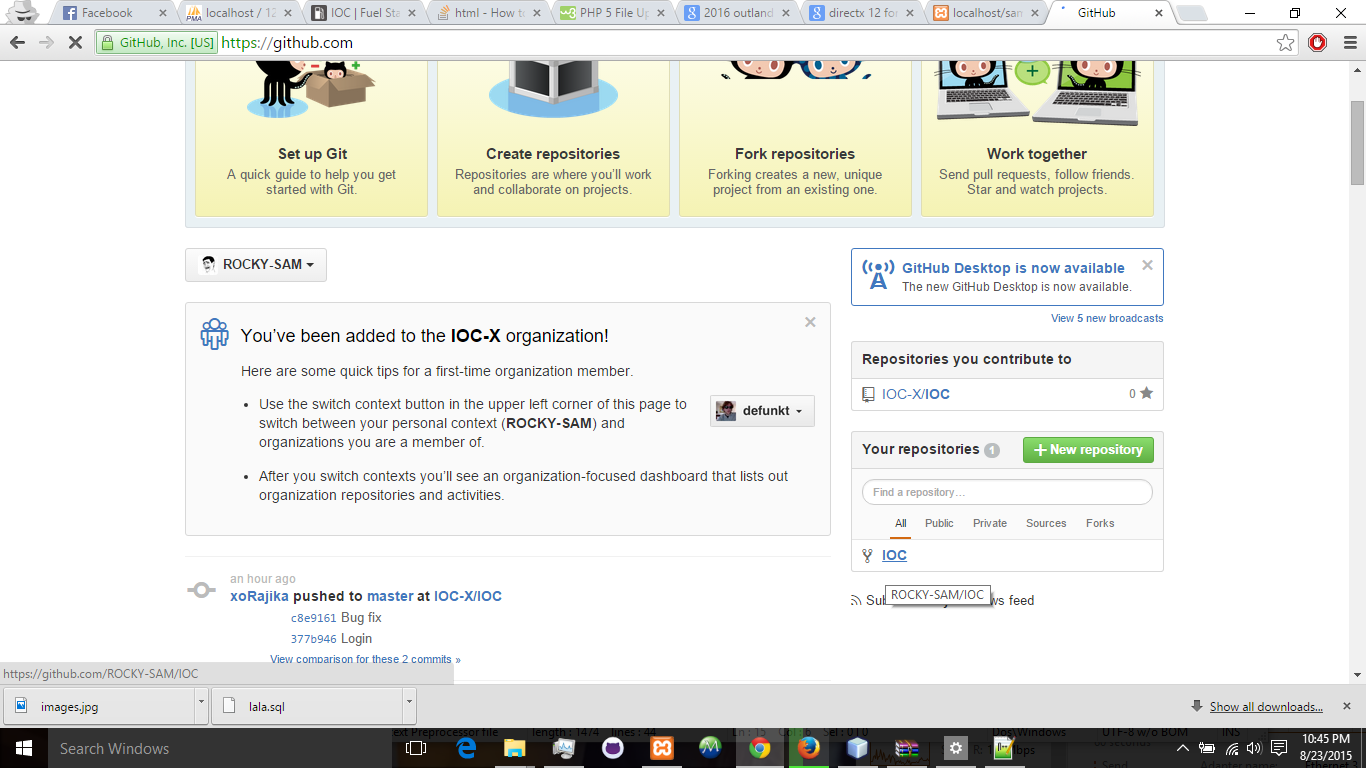 Facebook
localhost / 12
IOC | Fuel Sta
html - How to
PHP 5 File Up
2016 outland
directx 12 for
localhost/san
GitHub
GitHub, Inc. [US]
https://github.com
Set up Git
A quick guide to help you get
started with Git.
Create repositories
Repositories are where you'll work
and collaborate on projects.
Fork repositories
Forking creates a new, unique
project from an existing one.
Work together
Send pull requests, follow friends.
Star and watch projects.
ROCKY-SAM
You've been added to the IOC-X organization!
Here are some quick tips for a first-time organization member.
Use the switch context button in the upper left corner of this page to
switch between your personal context (ROCKY-SAM) and
organizations you are a member of.
defunkt
After you switch contexts you'll see an organization-focused dashboard that lists out
organization repositories and activities.
an hour ago
xoRajika pushed to master at IOC-X/IOC
c8e9161 Bug fix
377b946 Login
View comparison for these 2 commits »
GitHub Desktop is now available
The new GitHub Desktop is now available.
View 5 new broadcasts
Repositories you contribute to
IOC-X/IOC 0
Your repositories 1
New repository
Find a repository…
All Public Private Sources Forks
IOC
ROCKY-SAM/IOC
ws feed
https://github.com/ROCKY-SAM/IOC
images.jpg
lala.sql
Show all downloads...
Search Windows
10:45 PM
8/23/2015